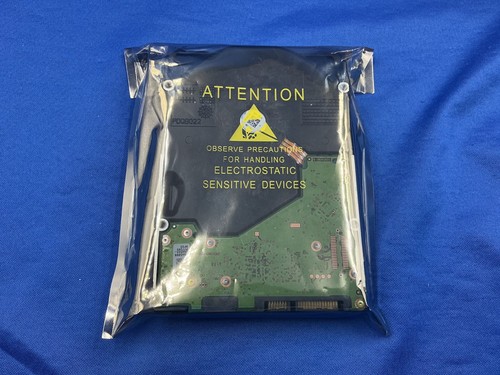 ATTENTION
OBSERVE PRECAUTIONS
FOR HANDLING
ELECTROSTATIC
SENSITIVE DEVICES